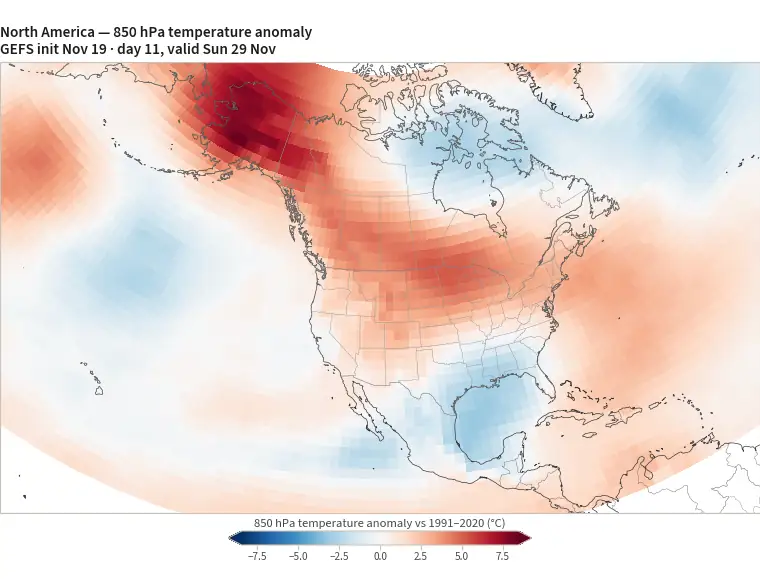 North America — 850 hPa temperature anomaly
GEFS init Nov 19 · day 11, valid Sun 29 Nov
850 hPa temperature anomaly vs 1991–2020 (°C)
−7.5 −5.0 −2.5 0.0 2.5 5.0 7.5